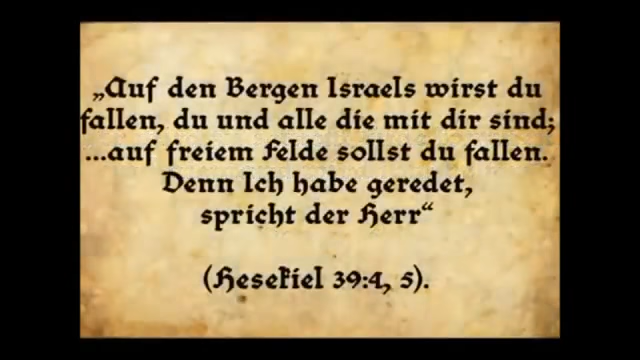 „Auf den Bergen Israels wirst du
fallen, du und alle die mit dir sind;
...auf freiem Felde sollst du fallen.
Denn Ich habe geredet,
spricht der Herr“
(Hesekiel 39:4, 5).